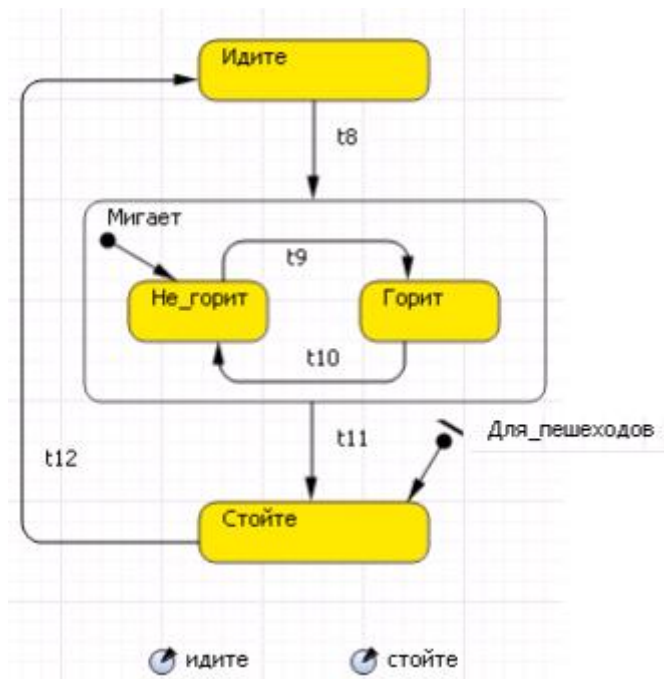 Идите
t8
Мигает
t9
Не_горит
Горит
t10
t11
Для_пешеходов
t12
Стойте
идите
стойте